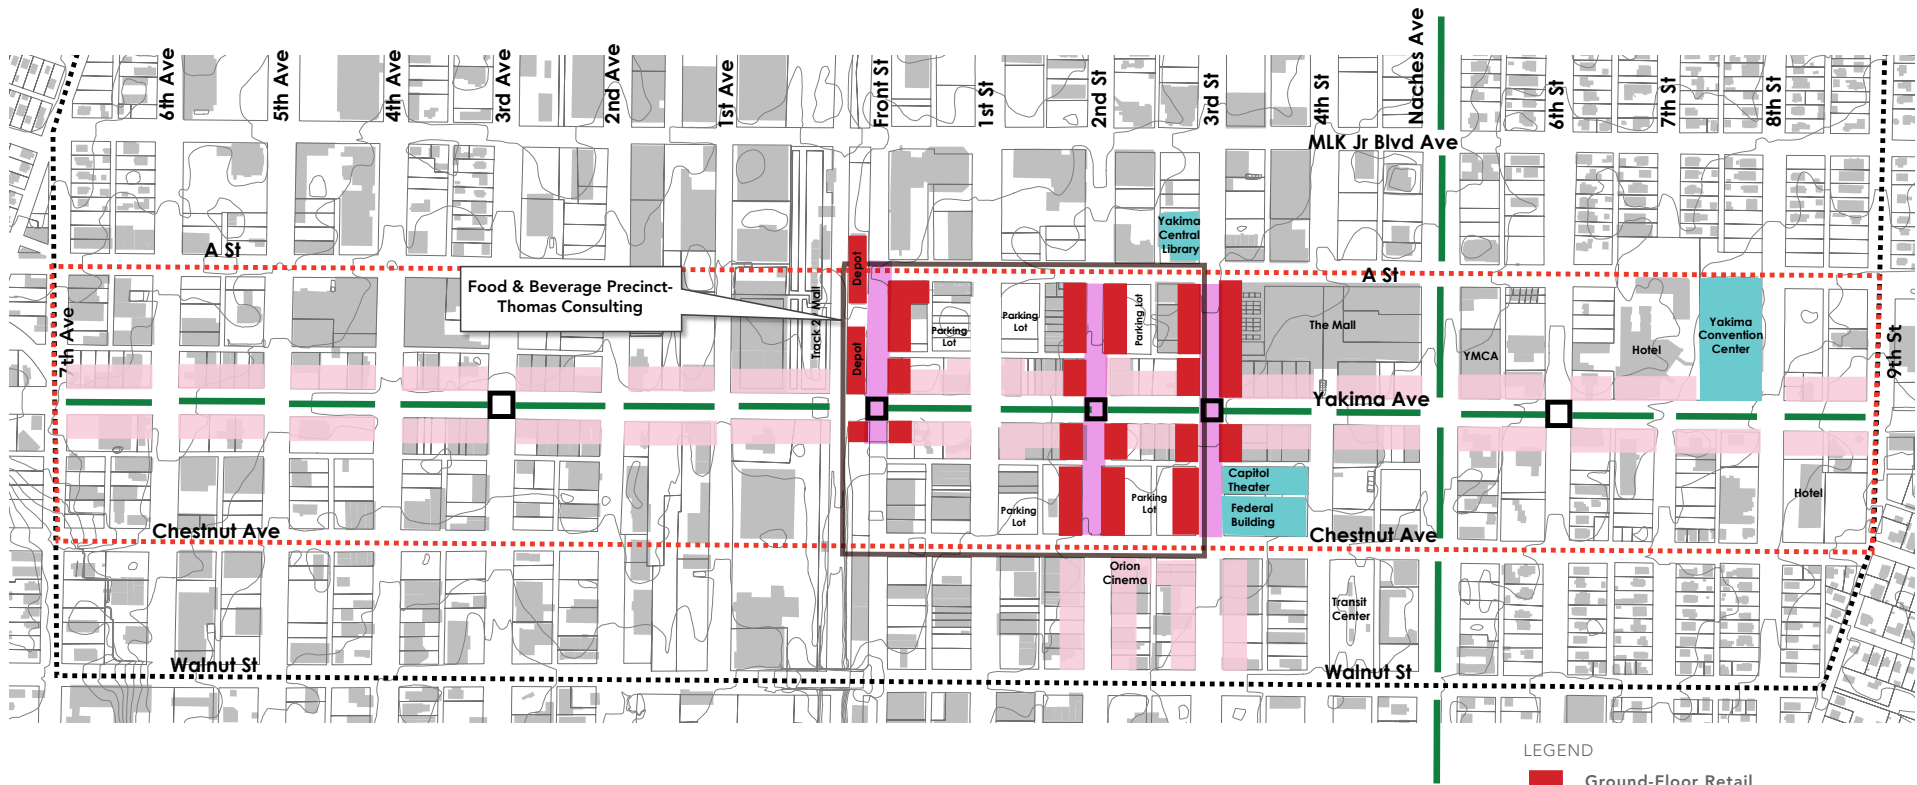 6th Ave
5th Ave
4th Ave
3rd Ave
2nd Ave
1st Ave
Front St
1st St
2nd St
3rd St
4th St
Naches Ave
6th St
7th St
8th St
MLK Jr Blvd Ave
Yakima
Central
Library
A St
A St
Depot
Food & Beverage Precinct-
Thomas Consulting
Track 29 Mall
Parking
Lot
Parking
Lot
Parking Lot
The Mall
Yakima
Convention
Center
7th Ave
Depot
YMCA
Hotel
9th St
Yakima Ave
Capitol
Theater
Parking
Lot
Parking
Lot
Federal
Building
Hotel
Chestnut Ave
Chestnut Ave
Orion
Cinema
Transit
Center
Walnut St
Walnut St
LEGEND
Ground-Floor Retail